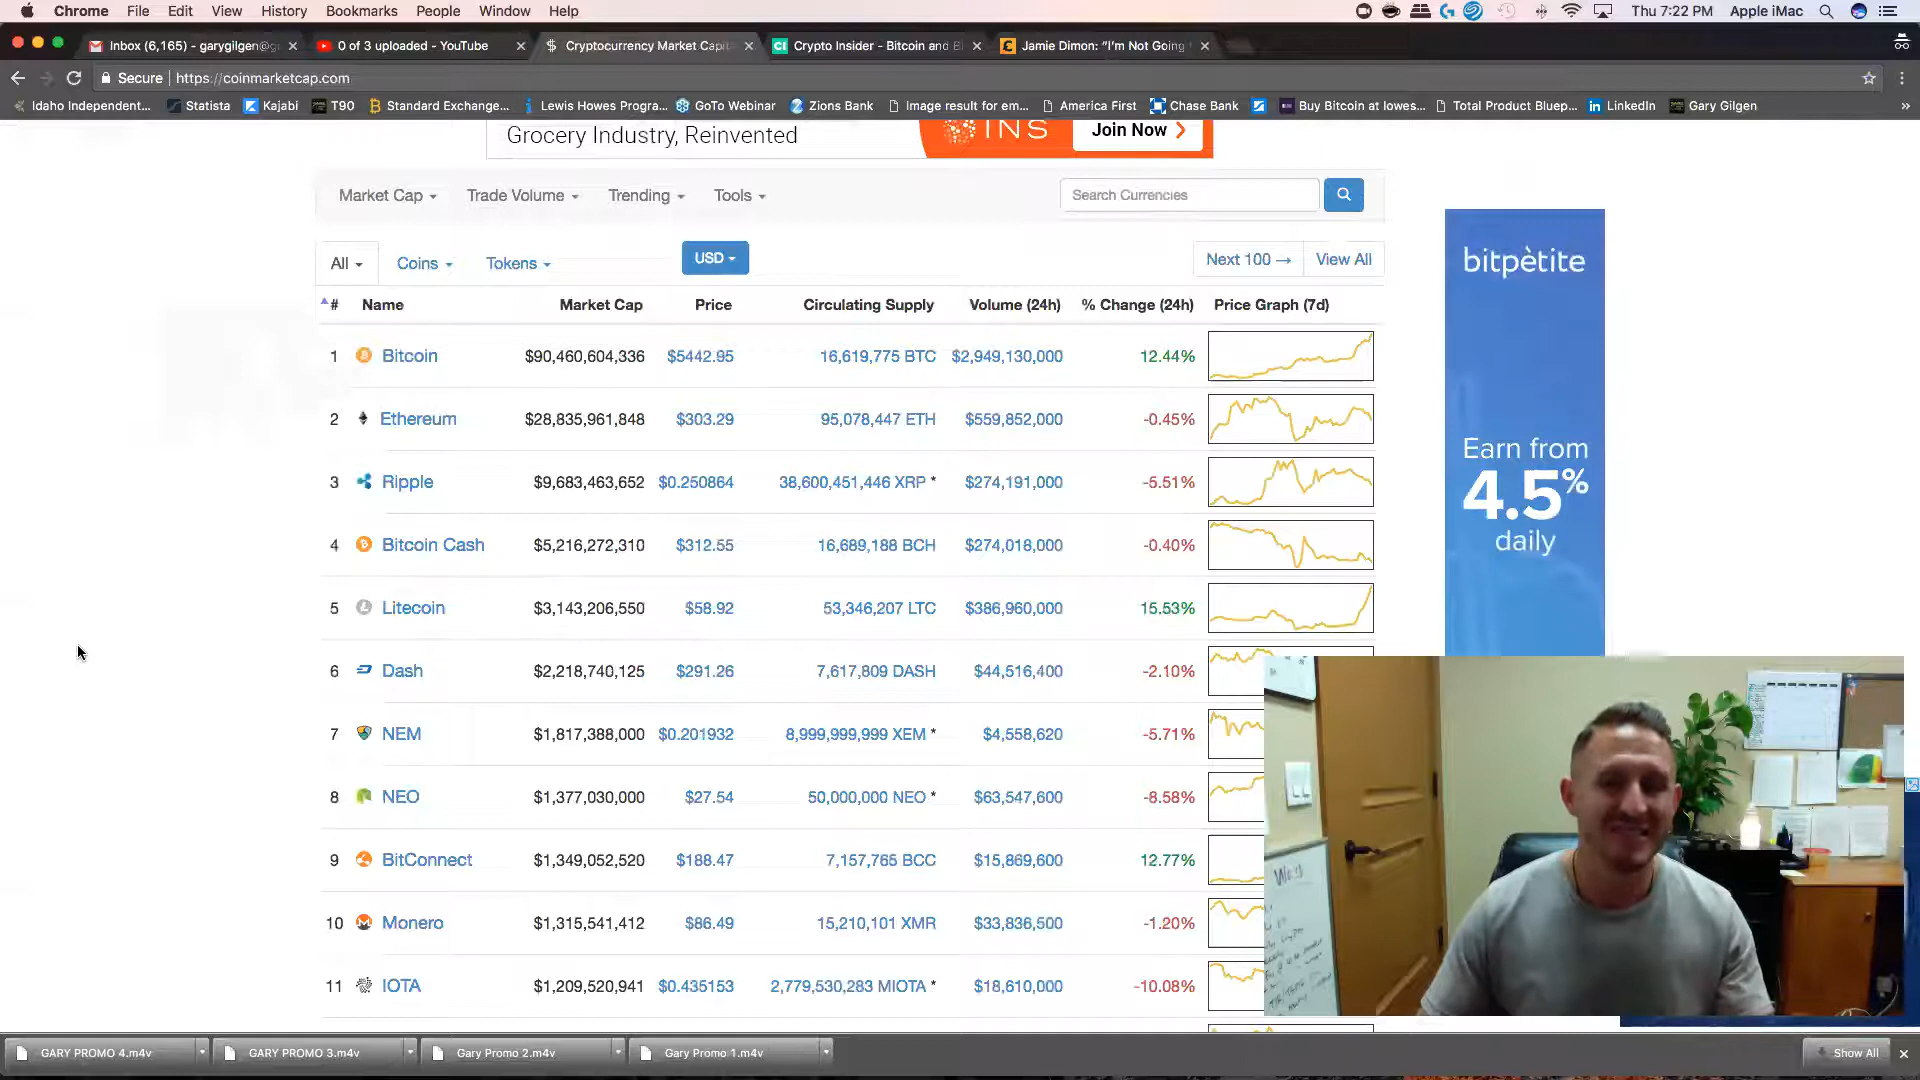 Chrome File Edit View History Bookmarks People Window Help Thu 7:22 PM Apple iMac
Inbox (6,165) - garygilgen@g 0 of 3 uploaded - YouTube Cryptocurrency Market Capit Crypto Insider - Bitcoin and B Jamie Dimon: "I'm Not Going
Secure https://coinmarketcap.com
Idaho Independent... Statista Kajabi T90 Standard Exchange... Lewis Howes Progra... GoTo Webinar Zions Bank Image result for em... America First Chase Bank Buy Bitcoin at lowes... Total Product Bluep... LinkedIn Gary Gilgen
Grocery Industry, Reinvented INS Join Now
Market Cap Trade Volume Trending Tools Search Currencies
All Coins Tokens USD Next 100 → View All
# Name Market Cap Price Circulating Supply Volume (24h) % Change (24h) Price Graph (7d)
1 Bitcoin $90,460,604,336 $5442.95 16,619,775 BTC $2,949,130,000 12.44%
2 Ethereum $28,835,961,848 $303.29 95,078,447 ETH $559,852,000 -0.45%
3 Ripple $9,683,463,652 $0.250864 38,600,451,446 XRP * $274,191,000 -5.51%
4 Bitcoin Cash $5,216,272,310 $312.55 16,689,188 BCH $274,018,000 -0.40%
5 Litecoin $3,143,206,550 $58.92 53,346,207 LTC $386,960,000 15.53%
6 Dash $2,218,740,125 $291.26 7,617,809 DASH $44,516,400 -2.10%
7 NEM $1,817,388,000 $0.201932 8,999,999,999 XEM * $4,558,620 -5.71%
8 NEO $1,377,030,000 $27.54 50,000,000 NEO * $63,547,600 -8.58%
9 BitConnect $1,349,052,520 $188.47 7,157,765 BCC $15,869,600 12.77%
10 Monero $1,315,541,412 $86.49 15,210,101 XMR $33,836,500 -1.20%
11 IOTA $1,209,520,941 $0.435153 2,779,530,283 MIOTA * $18,610,000 -10.08%
bitpètite
Earn from
4.5%
daily
GARY PROMO 4.m4v GARY PROMO 3.m4v Gary Promo 2.m4v Gary Promo 1.m4v Show All